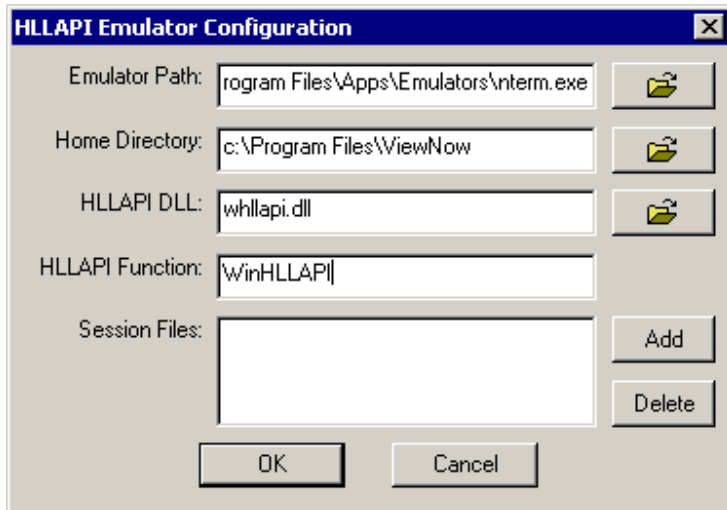 HLLAPI Emulator Configuration
Emulator Path: rogram Files\Apps\Emulators\nterm.exe
Home Directory: c:\Program Files\ViewNow
HLLAPI DLL: whllapi.dll
HLLAPI Function: WinHLLAPI
Session Files: Add
Delete
OK Cancel